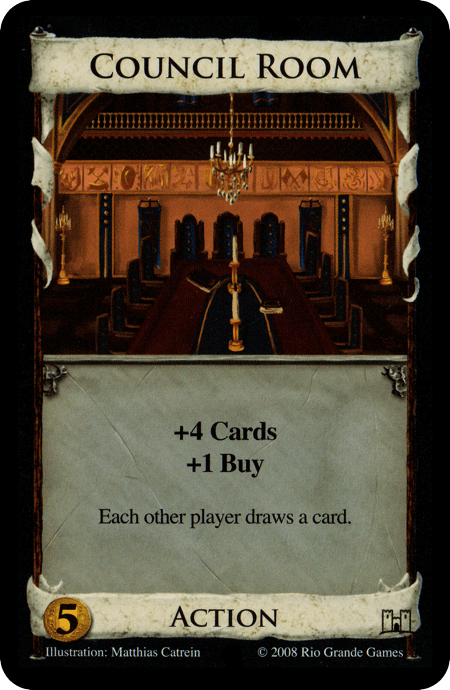 COUNCIL ROOM
+4 Cards
+1 Buy
Each other player draws a card.
5 ACTION
Illustration: Matthias Catrein © 2008 Rio Grande Games